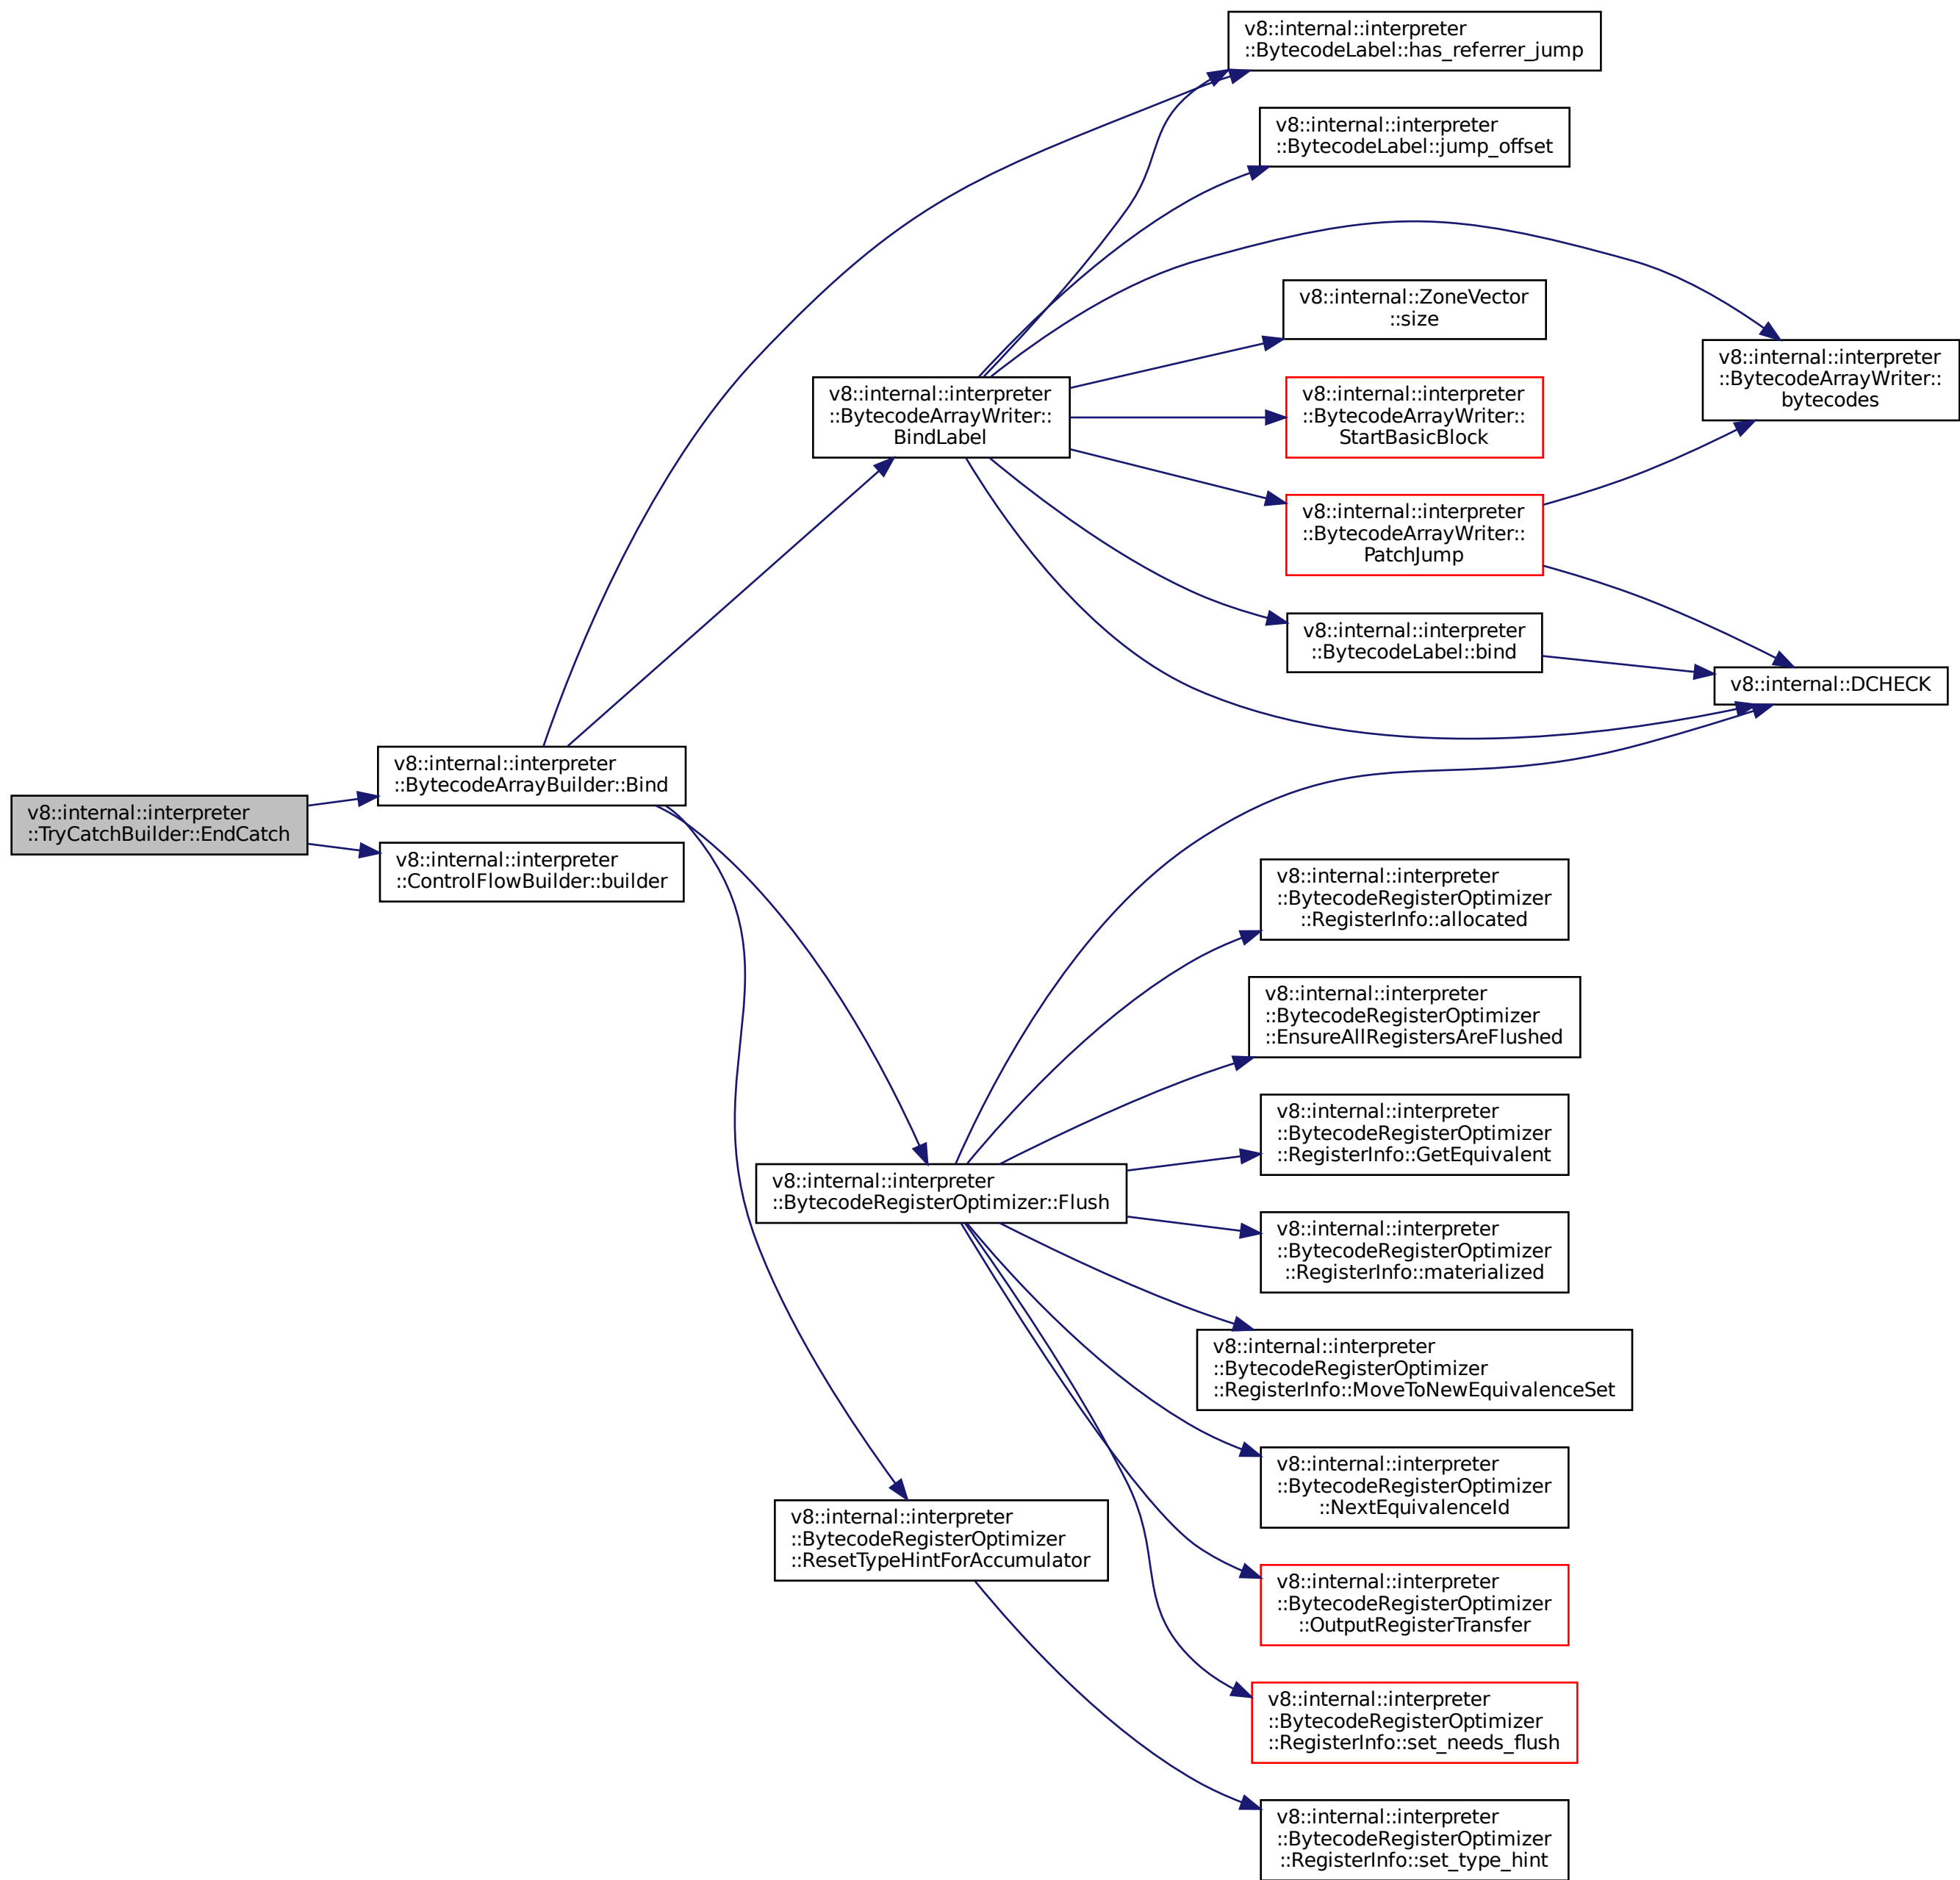 v8::internal::interpreter
::TryCatchBuilder::EndCatch
v8::internal::interpreter
::BytecodeArrayBuilder::Bind
v8::internal::interpreter
::ControlFlowBuilder::builder
v8::internal::interpreter
::BytecodeArrayWriter::
BindLabel
v8::internal::interpreter
::BytecodeRegisterOptimizer::Flush
v8::internal::interpreter
::BytecodeRegisterOptimizer
::ResetTypeHintForAccumulator
v8::internal::interpreter
::BytecodeLabel::has_referrer_jump
v8::internal::interpreter
::BytecodeLabel::jump_offset
v8::internal::ZoneVector
::size
v8::internal::interpreter
::BytecodeArrayWriter::
StartBasicBlock
v8::internal::interpreter
::BytecodeArrayWriter::
PatchJump
v8::internal::interpreter
::BytecodeLabel::bind
v8::internal::interpreter
::BytecodeArrayWriter::
bytecodes
v8::internal::DCHECK
v8::internal::interpreter
::BytecodeRegisterOptimizer
::RegisterInfo::allocated
v8::internal::interpreter
::BytecodeRegisterOptimizer
::EnsureAllRegistersAreFlushed
v8::internal::interpreter
::BytecodeRegisterOptimizer
::RegisterInfo::GetEquivalent
v8::internal::interpreter
::BytecodeRegisterOptimizer
::RegisterInfo::materialized
v8::internal::interpreter
::BytecodeRegisterOptimizer
::RegisterInfo::MoveToNewEquivalenceSet
v8::internal::interpreter
::BytecodeRegisterOptimizer
::NextEquivalenceId
v8::internal::interpreter
::BytecodeRegisterOptimizer
::OutputRegisterTransfer
v8::internal::interpreter
::BytecodeRegisterOptimizer
::RegisterInfo::set_needs_flush
v8::internal::interpreter
::BytecodeRegisterOptimizer
::RegisterInfo::set_type_hint